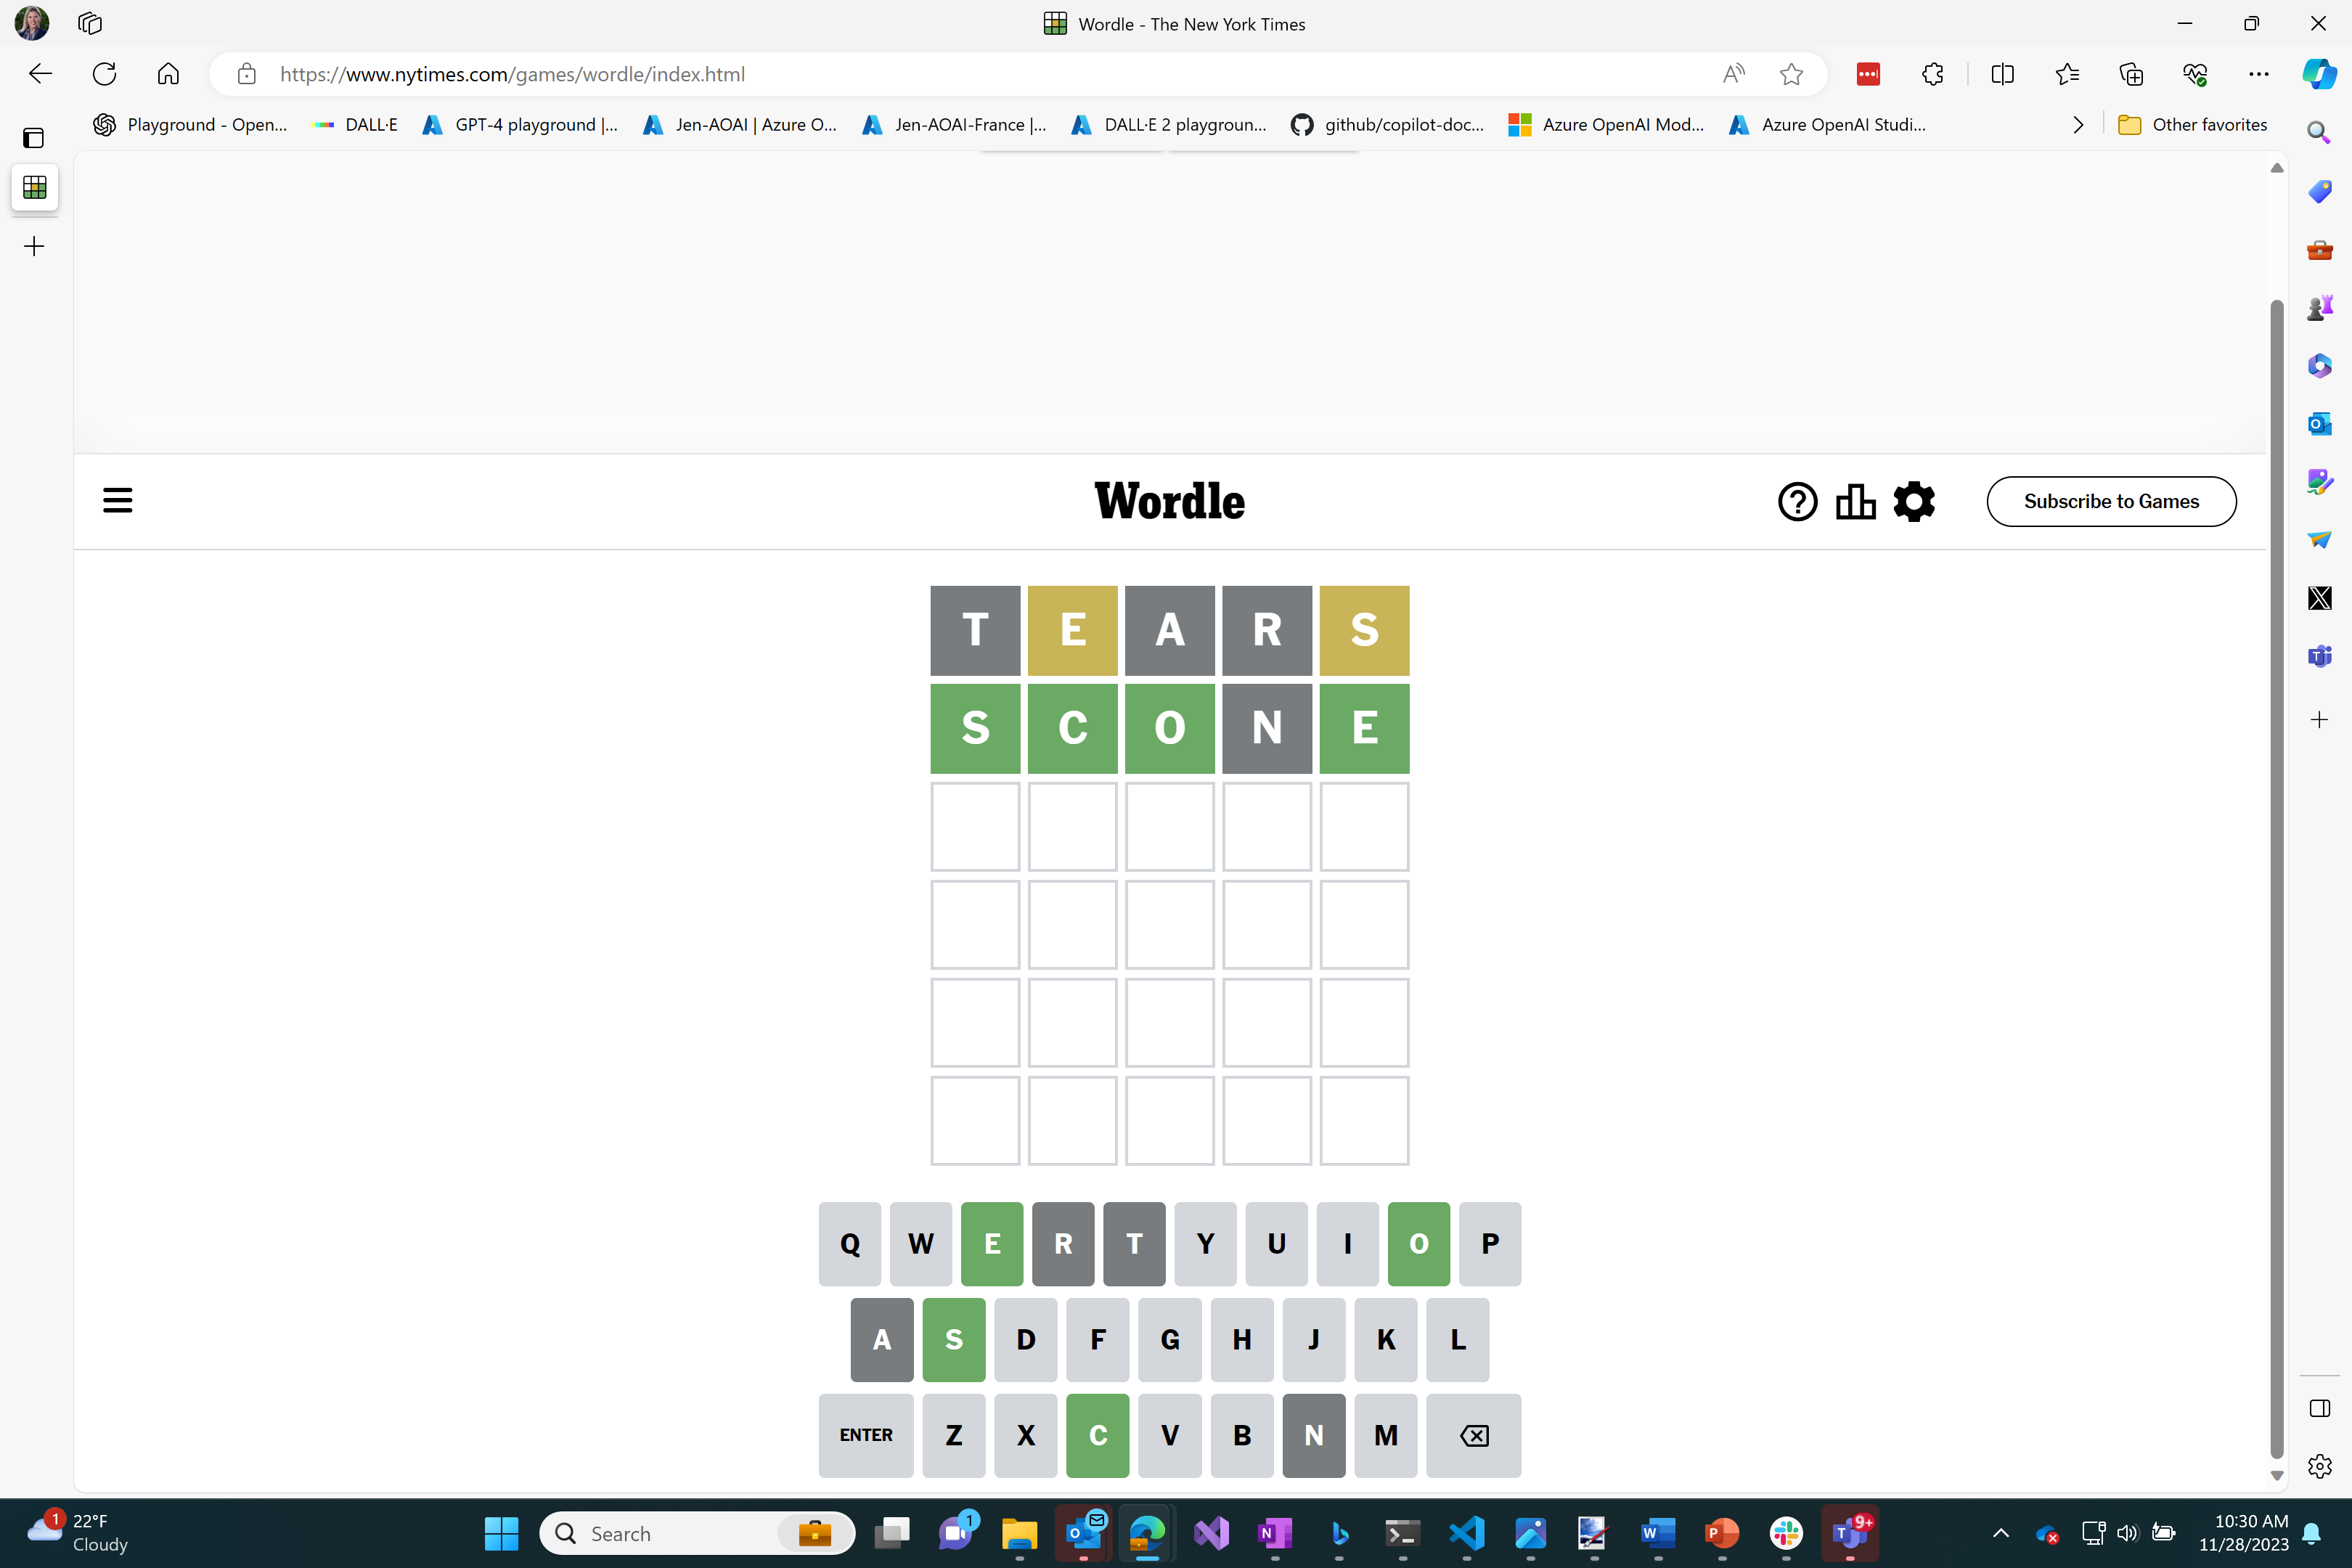 Wordle - The New York Times
https://www.nytimes.com/games/wordle/index.html
Playground - Open... DALL·E GPT-4 playground |... Jen-AOAI | Azure O... Jen-AOAI-France |... DALL·E 2 playgroun... github/copilot-doc... Azure OpenAI Mod... Azure OpenAI Studi... Other favorites
Wordle
Subscribe to Games
T E A R S
S C O N E
Q W E R T Y U I O P
A S D F G H J K L
ENTER Z X C V B N M
1
22°F
Cloudy
Search
1
9+
10:30 AM
11/28/2023